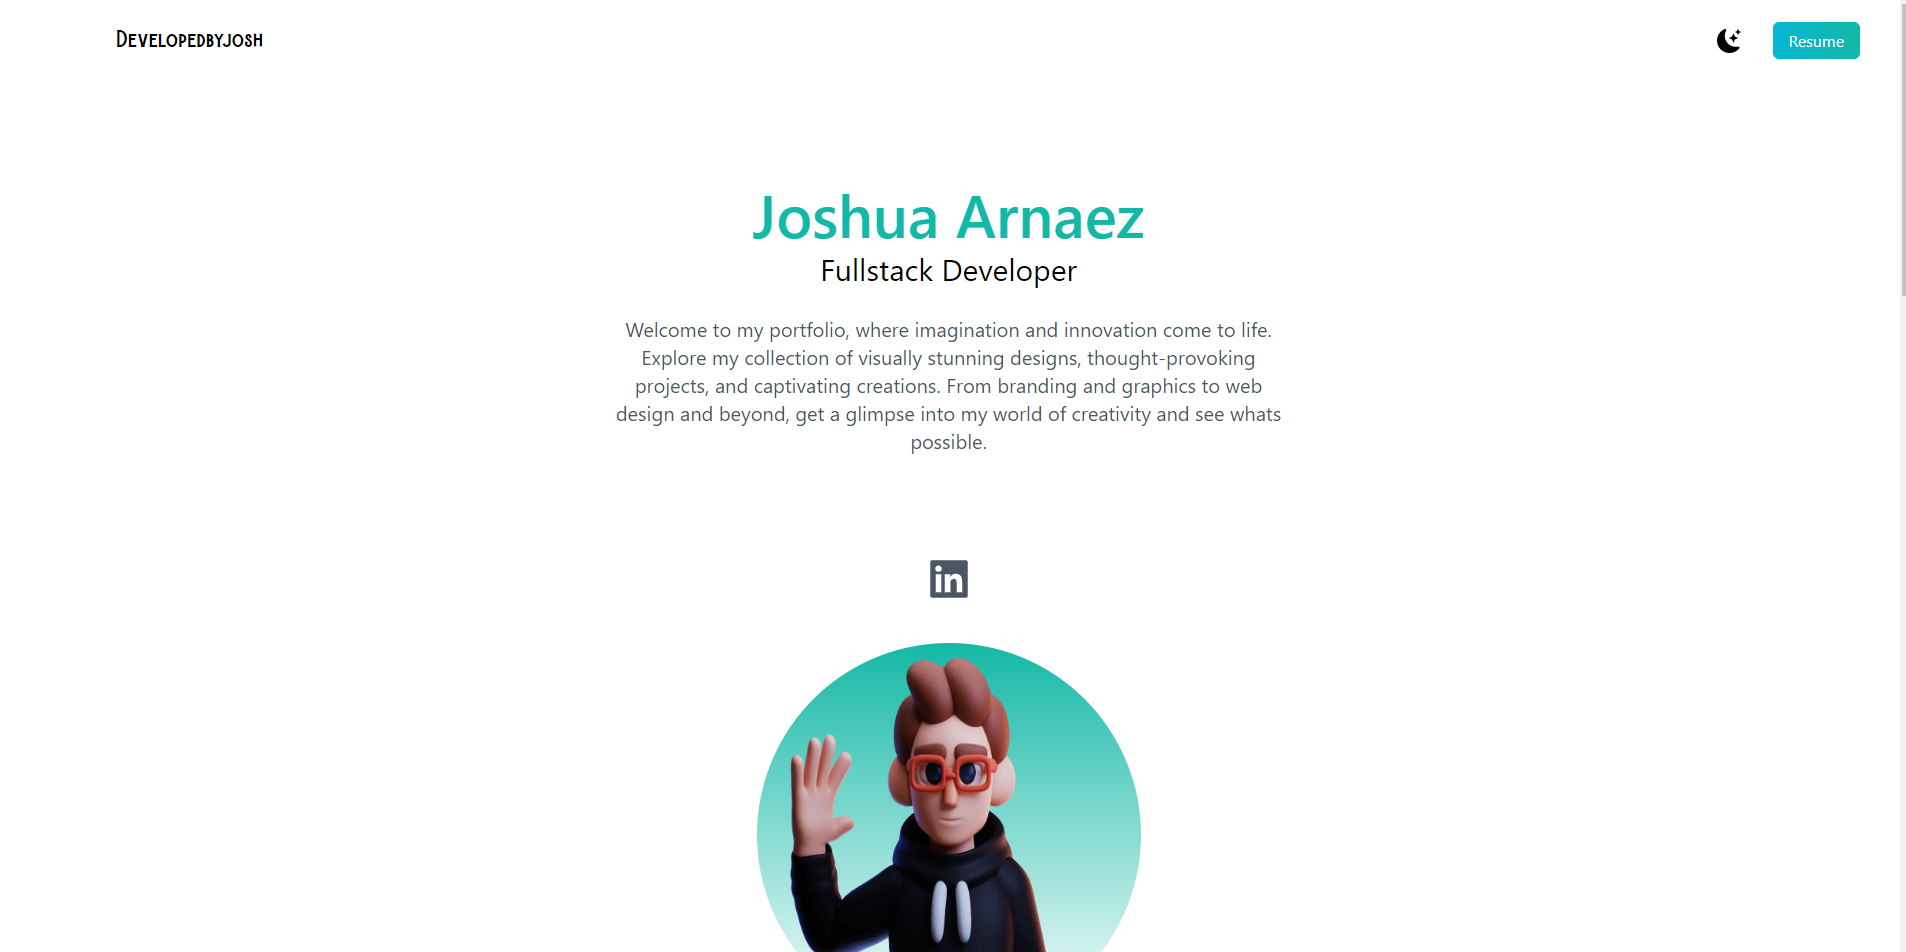 Developedbyjosh
Resume
Joshua Arnaez
Fullstack Developer
Welcome to my portfolio, where imagination and innovation come to life.
Explore my collection of visually stunning designs, thought-provoking
projects, and captivating creations. From branding and graphics to web
design and beyond, get a glimpse into my world of creativity and see whats
possible.
in